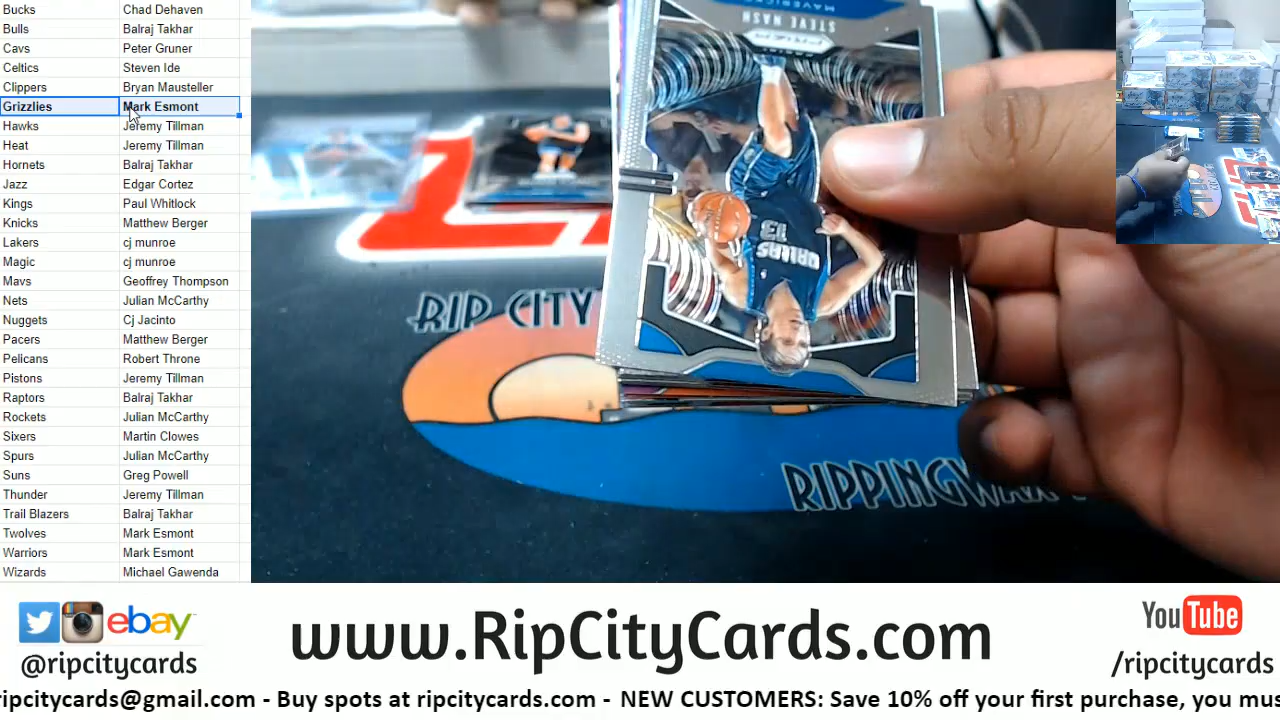 Bucks Chad Dehaven
Bulls Balraj Takhar
Cavs Peter Gruner
Celtics Steven Ide
Clippers Bryan Mausteller
Grizzlies Mark Esmont
Hawks Jeremy Tillman
Heat Jeremy Tillman
Hornets Balraj Takhar
Jazz Edgar Cortez
Kings Paul Whitlock
Knicks Matthew Berger
Lakers cj munroe
Magic cj munroe
Mavs Geoffrey Thompson
Nets Julian McCarthy
Nuggets Cj Jacinto
Pacers Matthew Berger
Pelicans Robert Throne
Pistons Jeremy Tillman
Raptors Balraj Takhar
Rockets Julian McCarthy
Sixers Martin Clowes
Spurs Julian McCarthy
Suns Greg Powell
Thunder Jeremy Tillman
Trail Blazers Balraj Takhar
Twolves Mark Esmont
Warriors Mark Esmont
Wizards Michael Gawenda
MAVERICKS
STEVE NASH
PRIZM
DALLAS
13
RIP CITY
RIPPINGWAX
ebay
@ripcitycards
www.RipCityCards.com
YouTube
/ripcitycards
ripcitycards@gmail.com - Buy spots at ripcitycards.com - NEW CUSTOMERS: Save 10% off your first purchase, you mus